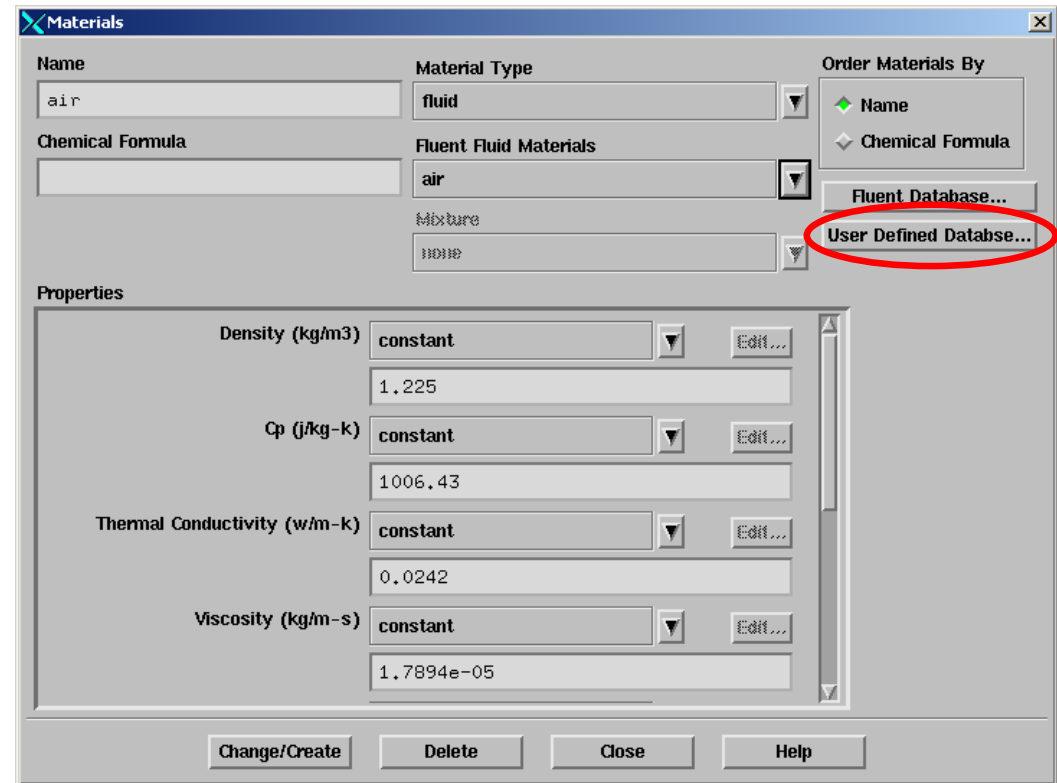 Materials
Name
air
Chemical Formula
Material Type
fluid
Fluent Fluid Materials
air
Mixture
none
Order Materials By
Name
Chemical Formula
Fluent Database...
User Defined Databse...
Properties
Density (kg/m3)
constant
Edit...
1.225
Cp (j/kg-k)
constant
Edit...
1006.43
Thermal Conductivity (w/m-k)
constant
Edit...
0.0242
Viscosity (kg/m-s)
constant
Edit...
1.7894e-05
Change/Create
Delete
Close
Help